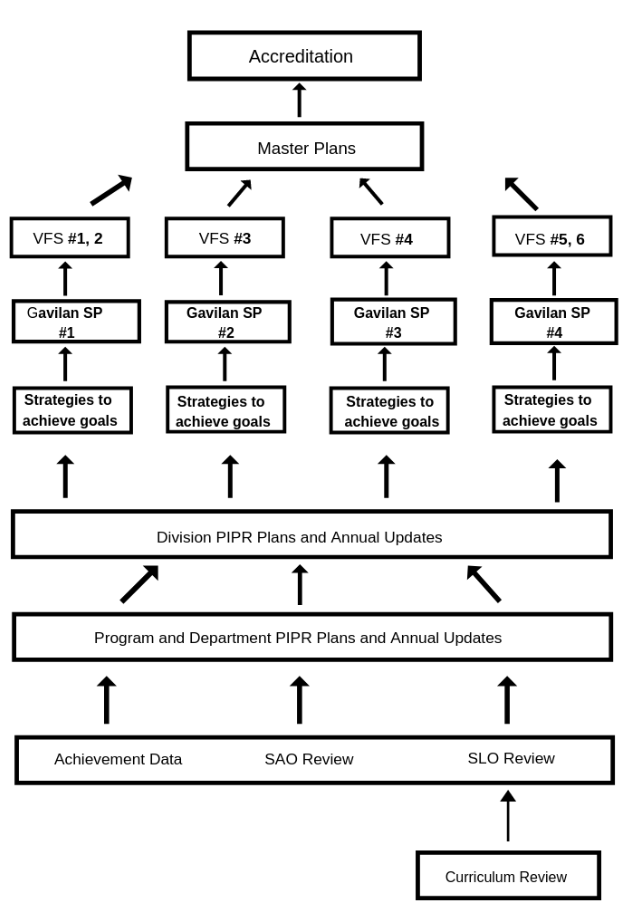 Accreditation
Master Plans
VFS #1, 2
VFS #3
VFS #4
VFS #5, 6
Gavilan SP
#1
Gavilan SP
#2
Gavilan SP
#3
Gavilan SP
#4
Strategies to
achieve goals
Strategies to
achieve goals
Strategies to
achieve goals
Strategies to
achieve goals
Division PIPR Plans and Annual Updates
Program and Department PIPR Plans and Annual Updates
Achievement Data
SAO Review
SLO Review
Curriculum Review